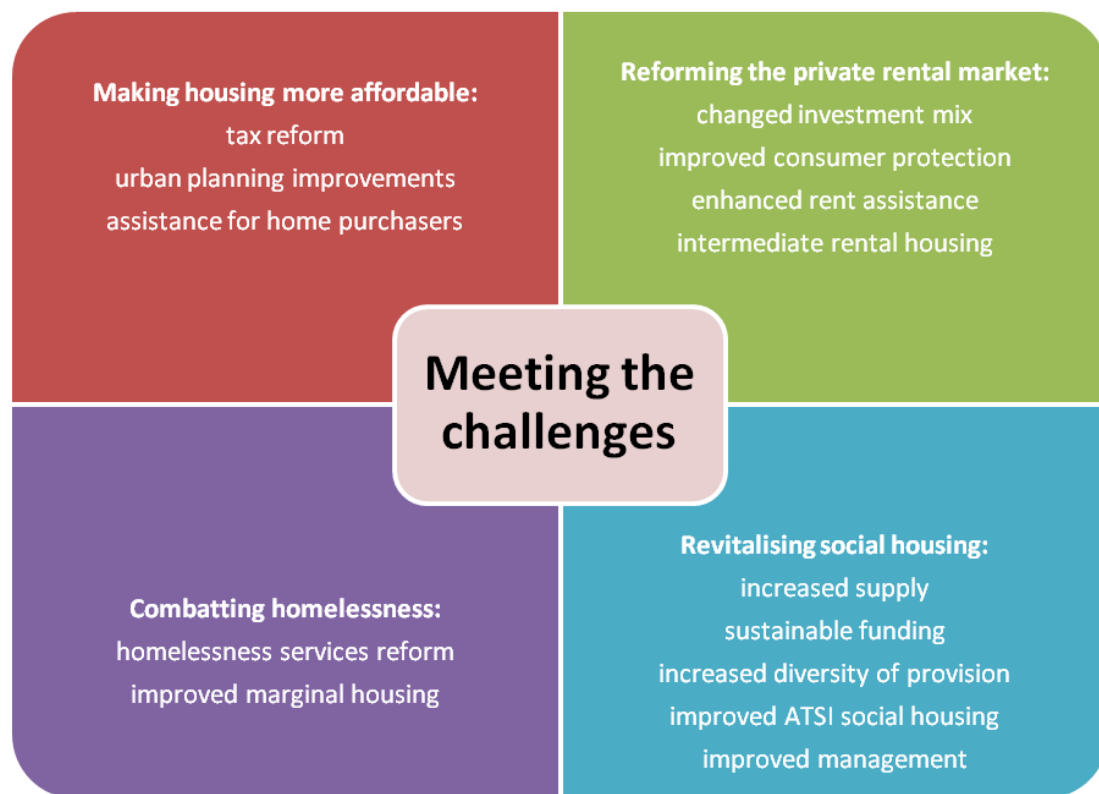 Making housing more affordable:
tax reform
urban planning improvements
assistance for home purchasers
Reforming the private rental market:
changed investment mix
improved consumer protection
enhanced rent assistance
intermediate rental housing
Meeting the
challenges
Combatting homelessness:
homelessness services reform
improved marginal housing
Revitalising social housing:
increased supply
sustainable funding
increased diversity of provision
improved ATSI social housing
improved management